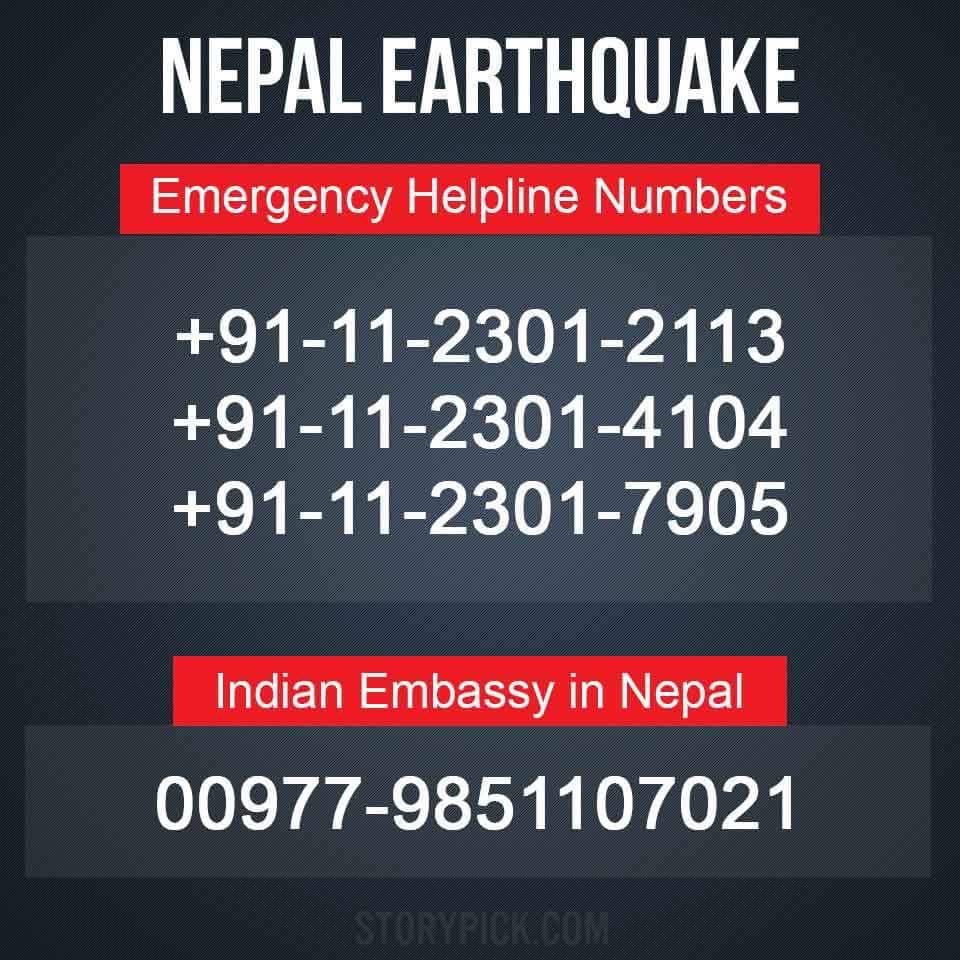 NEPAL EARTHQUAKE
Emergency Helpline Numbers
+91-11-2301-2113
+91-11-2301-4104
+91-11-2301-7905
Indian Embassy in Nepal
00977-9851107021
STORYPICK.COM